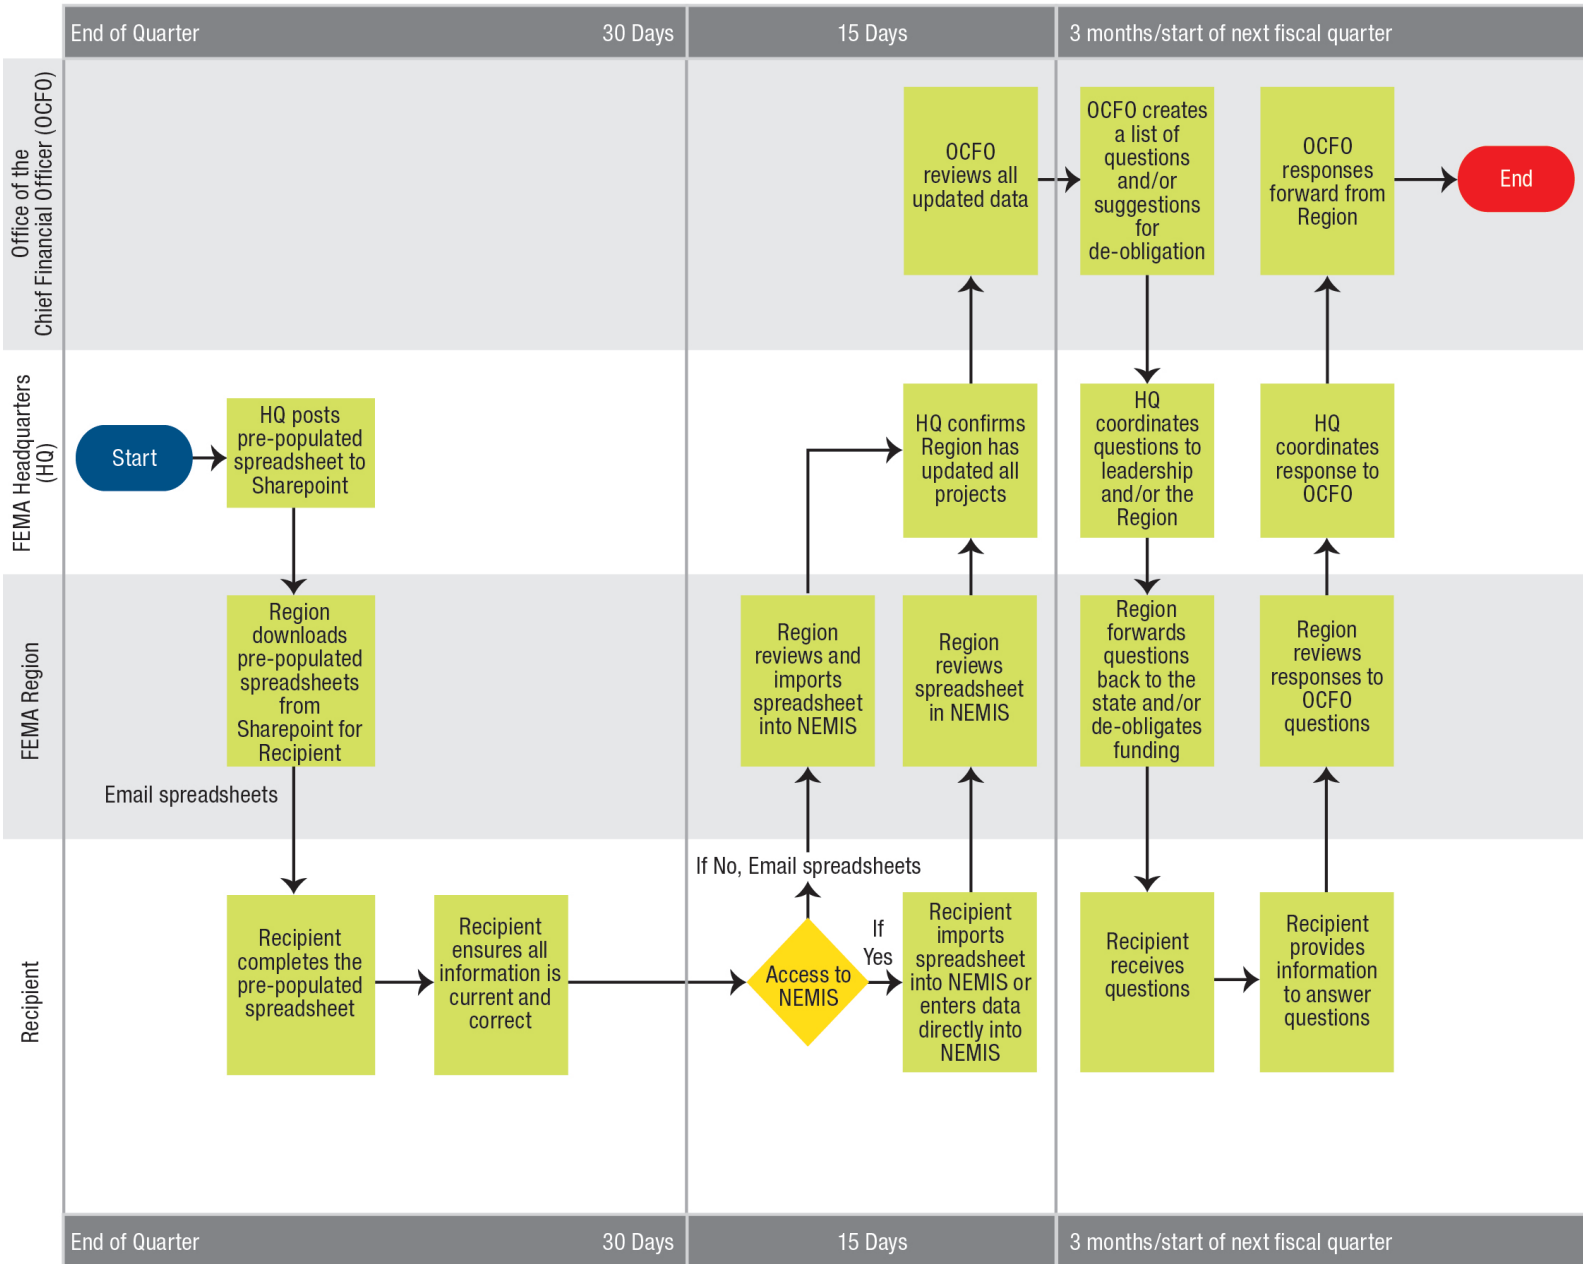 End of Quarter
30 Days
15 Days
3 months/start of next fiscal quarter
Office of the
Chief Financial Officer (OCFO)
OCFO
reviews all
updated data
OCFO creates
a list of
questions
and/or
suggestions
for
de-obligation
OCFO
responses
forward from
Region
End
FEMA Headquarters
(HQ)
Start
HQ posts
pre-populated
spreadsheet to
Sharepoint
HQ confirms
Region has
updated all
projects
HQ
coordinates
questions to
leadership
and/or the
Region
HQ
coordinates
response to
OCFO
FEMA Region
Region
downloads
pre-populated
spreadsheets
from
Sharepoint for
Recipient
Region
reviews and
imports
spreadsheet
into NEMIS
Region
reviews
spreadsheet
in NEMIS
Region
forwards
questions
back to the
state and/or
de-obligates
funding
Region
reviews
responses to
OCFO
questions
Email spreadsheets
If No, Email spreadsheets
Recipient
Recipient
completes the
pre-populated
spreadsheet
Recipient
ensures all
information is
current and
correct
Access to
NEMIS
If
Yes
Recipient
imports
spreadsheet
into NEMIS or
enters data
directly into
NEMIS
Recipient
receives
questions
Recipient
provides
information
to answer
questions
End of Quarter
30 Days
15 Days
3 months/start of next fiscal quarter